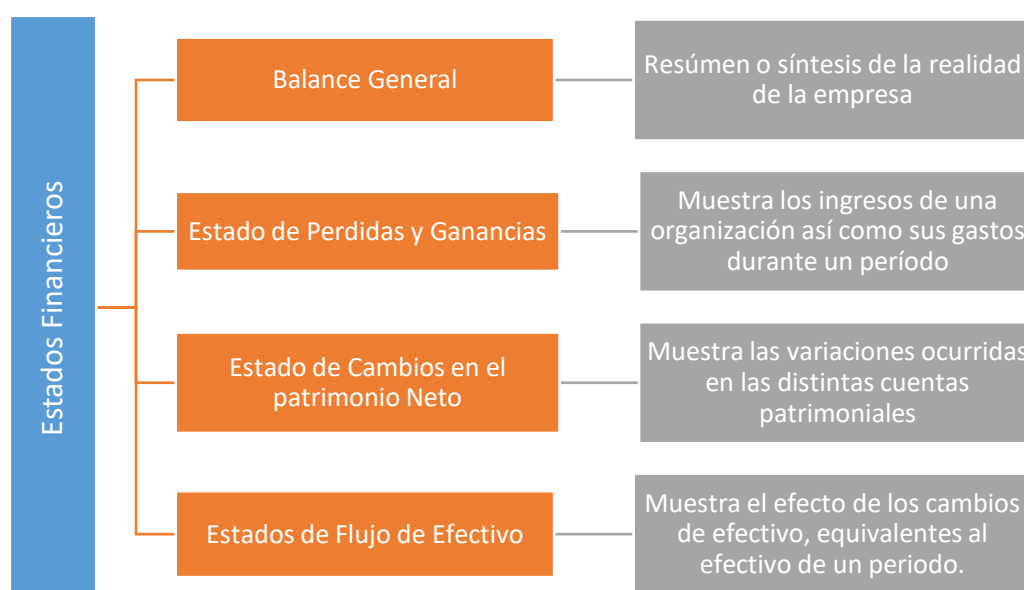 Estados Financieros
Balance General
Resúmen o síntesis de la realidad
de la empresa
Estado de Perdidas y Ganancias
Muestra los ingresos de una
organización así como sus gastos
durante un período
Estado de Cambios en el
patrimonio Neto
Muestra las variaciones ocurridas
en las distintas cuentas
patrimoniales
Estados de Flujo de Efectivo
Muestra el efecto de los cambios
de efectivo, equivalentes al
efectivo de un periodo.